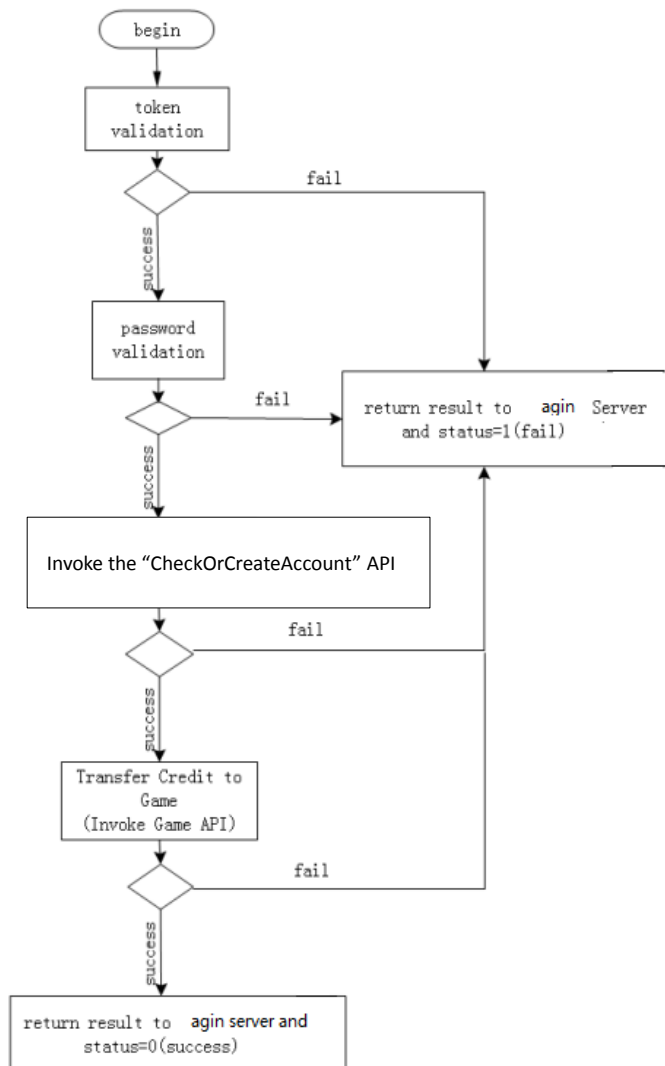 begin
token
validation
fail
success
password
validation
fail
return result to agin Server
and status=1(fail)
success
Invoke the “CheckOrCreateAccount” API
fail
success
Transfer Credit to
Game
(Invoke Game API)
fail
success
return result to agin server and
status=0(success)